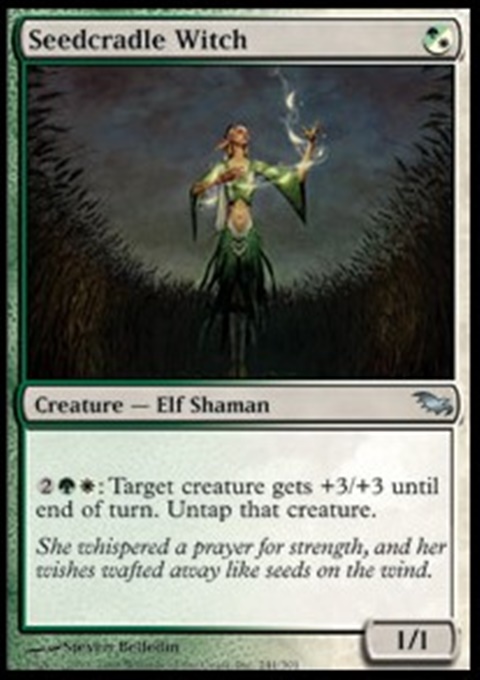 Seedcradle Witch
Creature — Elf Shaman
2: Target creature gets +3/+3 until
end of turn. Untap that creature.
She whispered a prayer for strength, and her
wishes wafted away like seeds on the wind.
1/1
Steven Belledin